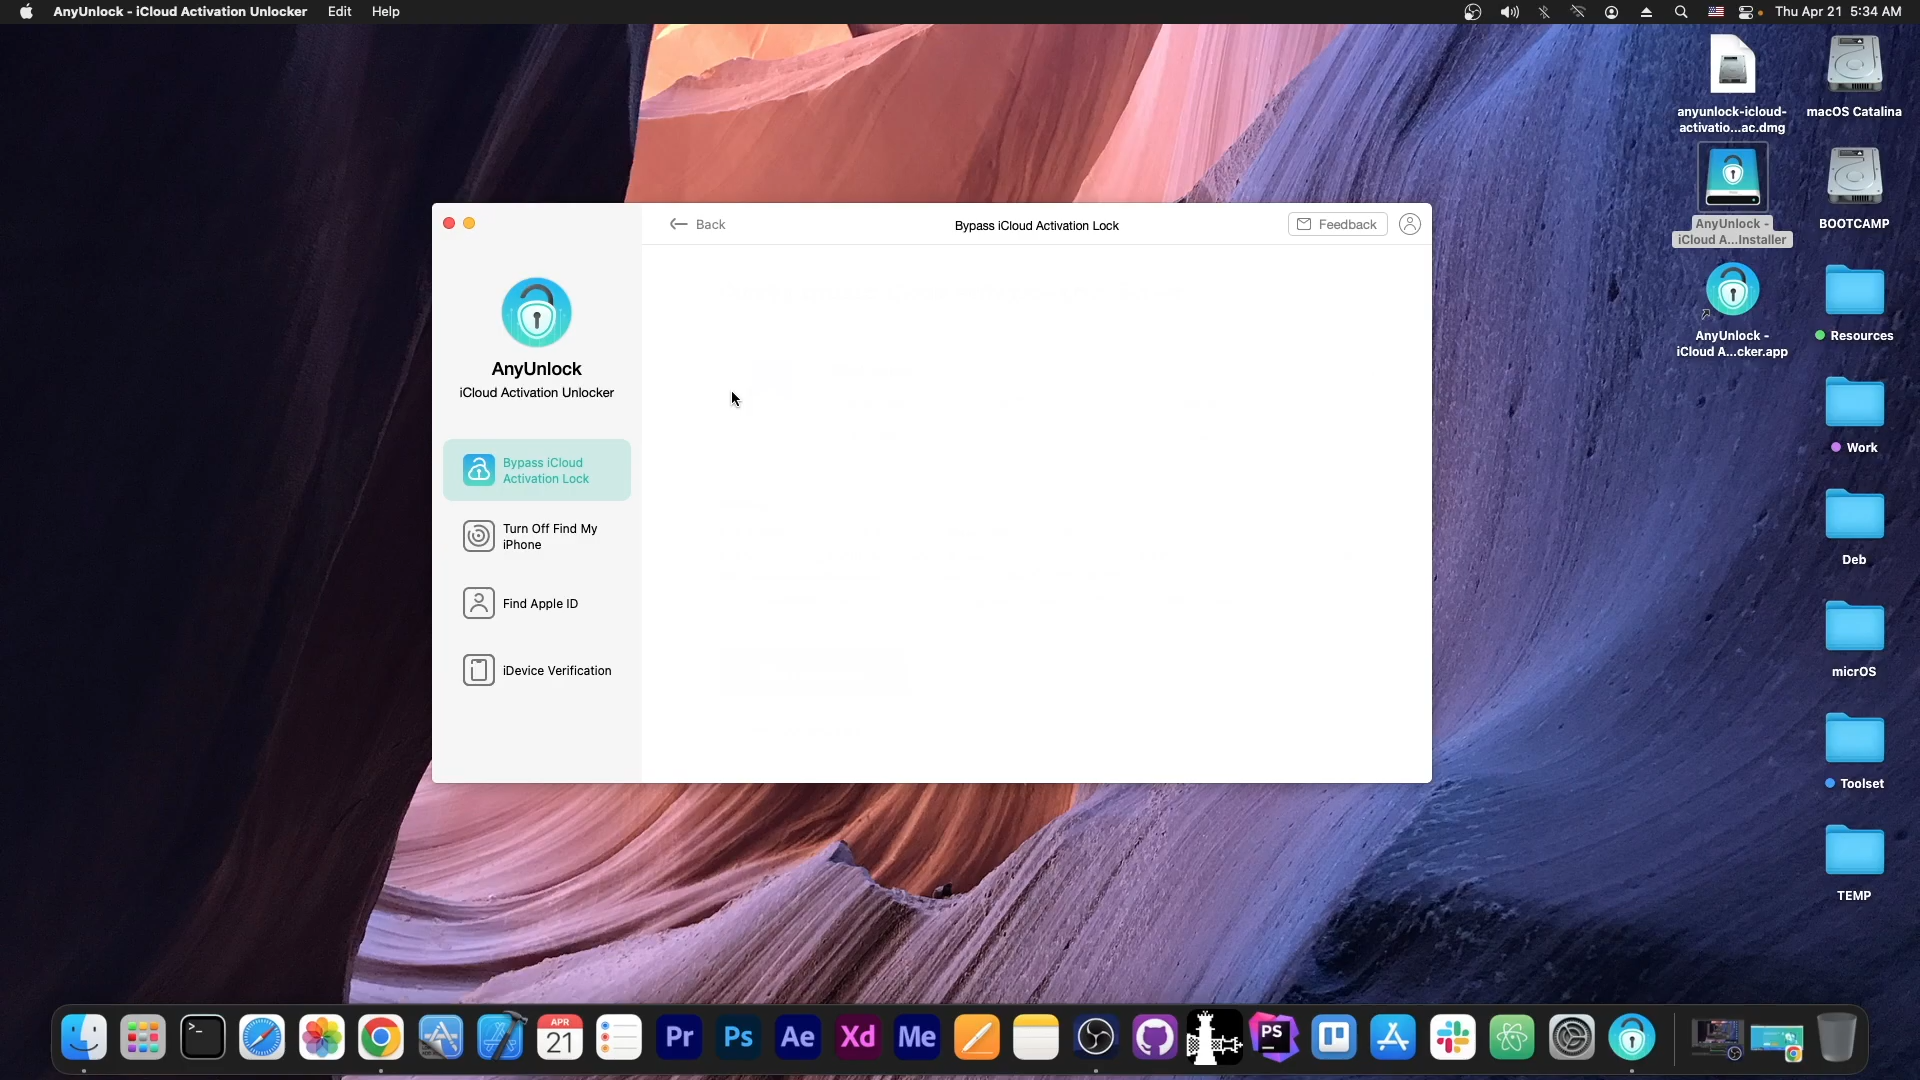 AnyUnlock - iCloud Activation Unlocker Edit Help
Thu Apr 21 5:34 AM
anyunlock-icloud-
activatio...ac.dmg
macOS Catalina
AnyUnlock -
iCloud A...Installer
BOOTCAMP
AnyUnlock -
iCloud A...cker.app
Resources
Work
Deb
micrOS
Toolset
TEMP
Back
Bypass iCloud Activation Lock
Feedback
AnyUnlock
iCloud Activation Unlocker
Bypass iCloud
Activation Lock
Turn Off Find My
iPhone
Find Apple ID
iDevice Verification
>_
APR
21
Pr
Ps
Ae
Xd
Me
PS